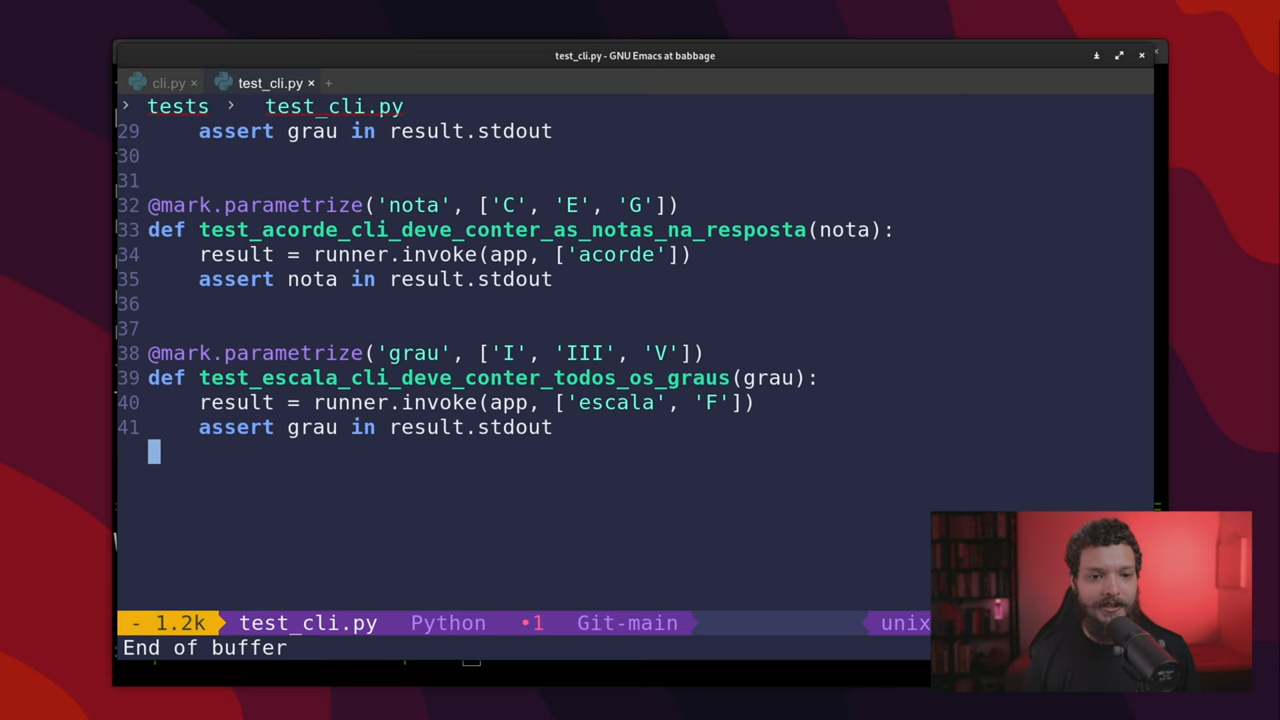 test_cli.py - GNU Emacs at babbage
cli.py × test_cli.py × +
› tests › test_cli.py
29 assert grau in result.stdout
30
31
32 @mark.parametrize('nota', ['C', 'E', 'G'])
33 def test_acorde_cli_deve_conter_as_notas_na_resposta(nota):
34 result = runner.invoke(app, ['acorde'])
35 assert nota in result.stdout
36
37
38 @mark.parametrize('grau', ['I', 'III', 'V'])
39 def test_escala_cli_deve_conter_todos_os_graus(grau):
40 result = runner.invoke(app, ['escala', 'F'])
41 assert grau in result.stdout
- 1.2k test_cli.py Python •1 Git-main unix
End of buffer